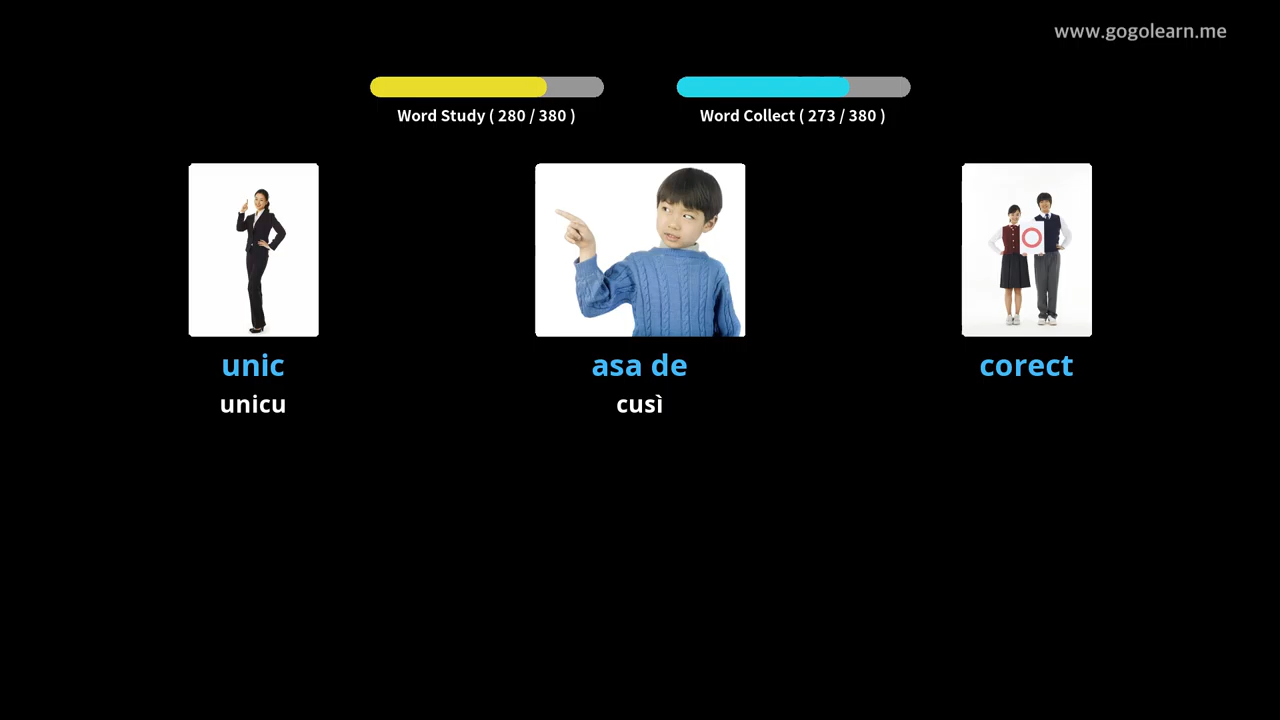 www.gogolearn.me
Word Study ( 280 / 380 )
Word Collect ( 273 / 380 )
unic
asa de
corect
unicu
cusì